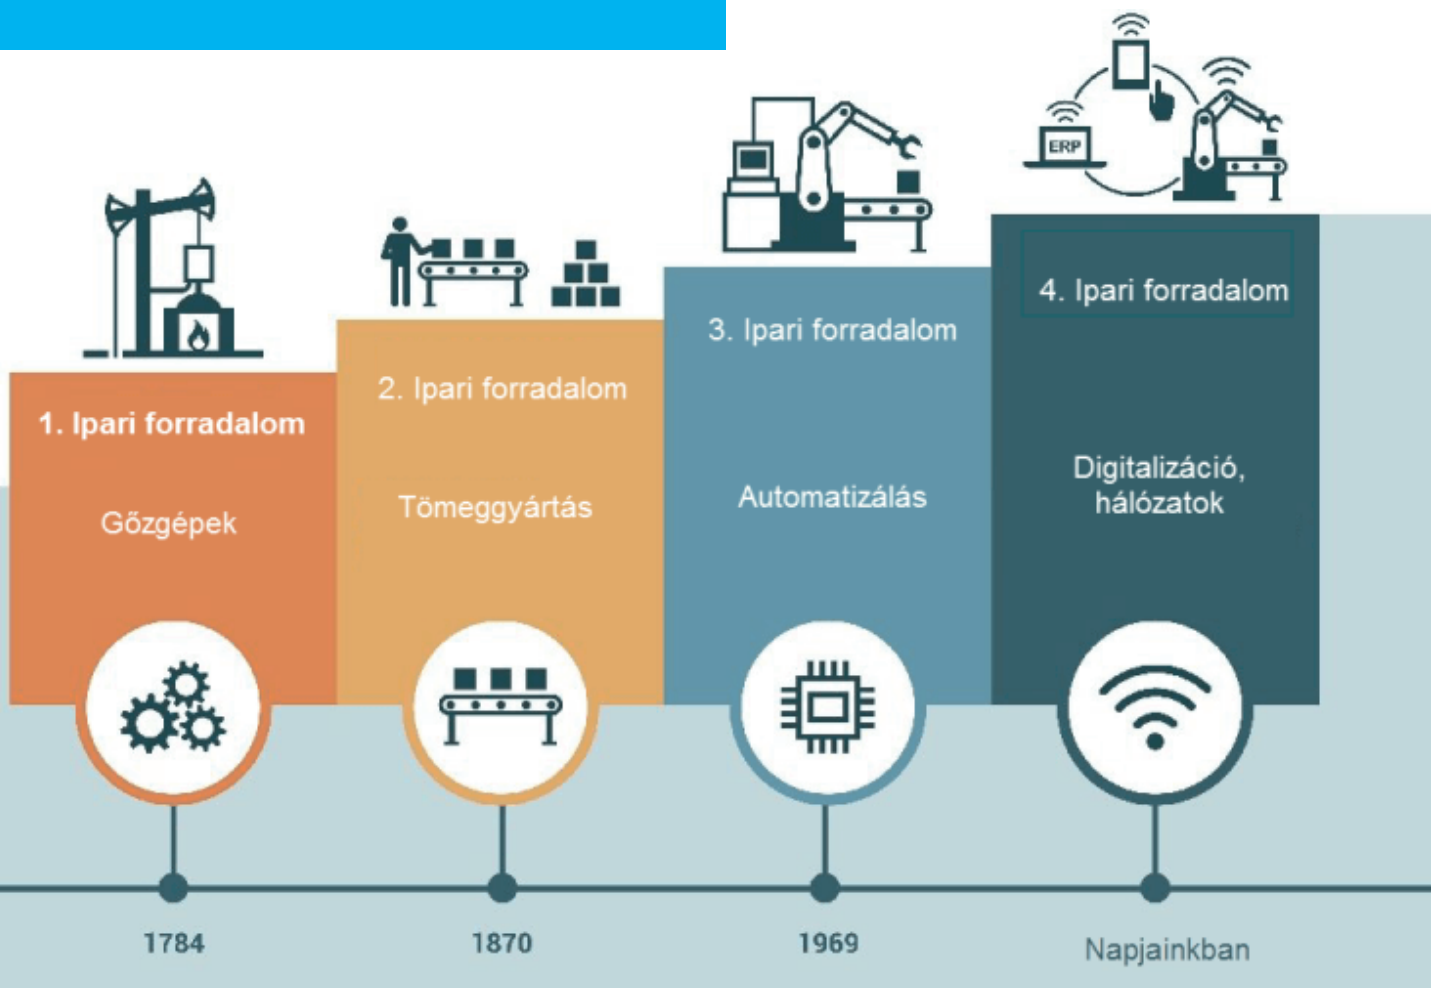 ERP
1. Ipari forradalom
Gőzgépek
2. Ipari forradalom
Tömeggyártás
3. Ipari forradalom
Automatizálás
4. Ipari forradalom
Digitalizáció,
hálózatok
1784
1870
1969
Napjainkban